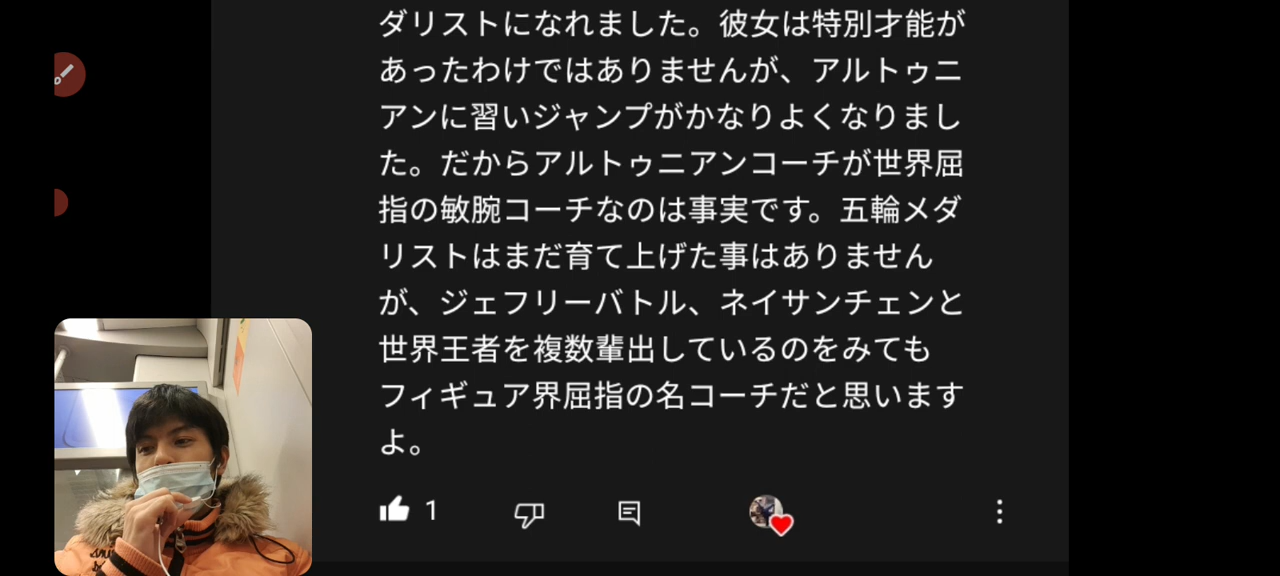 ダリストになれました。彼女は特別才能が
あったわけではありませんが、アルトゥニ
アンに習いジャンプがかなりよくなりまし
た。だからアルトゥニアンコーチが世界屈
指の敏腕コーチなのは事実です。五輪メダ
リストはまだ育て上げた事はありません
が、ジェフリーバトル、ネイサンチェンと
世界王者を複数輩出しているのをみても
フィギュア界屈指の名コーチだと思います
よ。
1